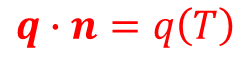 q · n = q(T)